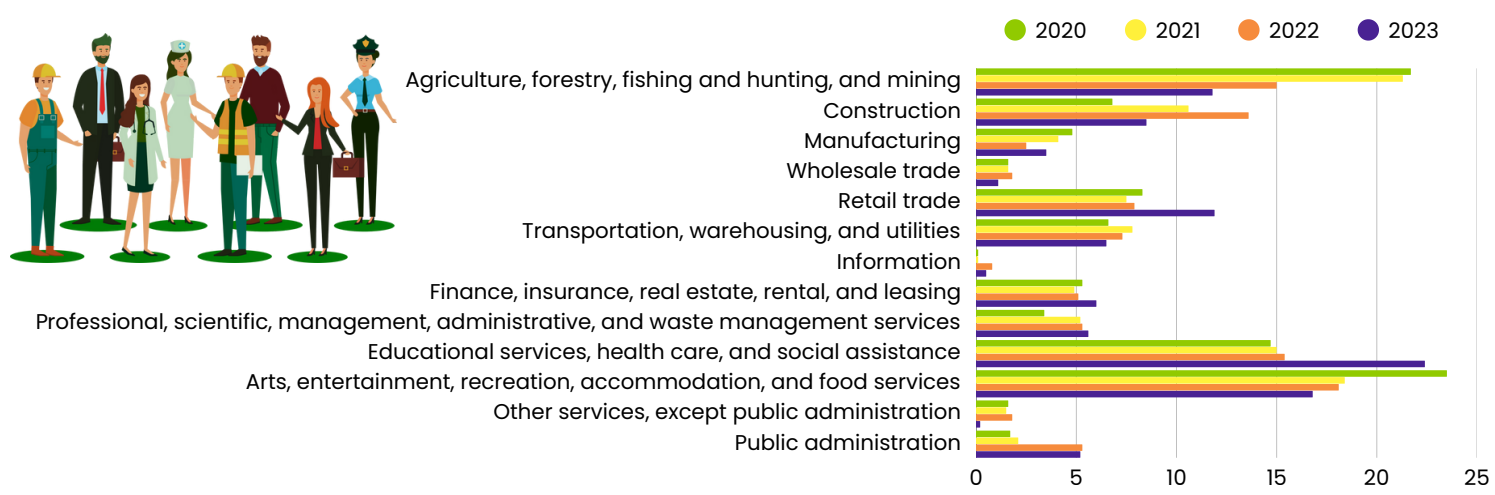 2020 2021 2022 2023
Agriculture, forestry, fishing and hunting, and mining
Construction
Manufacturing
Wholesale trade
Retail trade
Transportation, warehousing, and utilities
Information
Finance, insurance, real estate, rental, and leasing
Professional, scientific, management, administrative, and waste management services
Educational services, health care, and social assistance
Arts, entertainment, recreation, accommodation, and food services
Other services, except public administration
Public administration
0 5 10 15 20 25